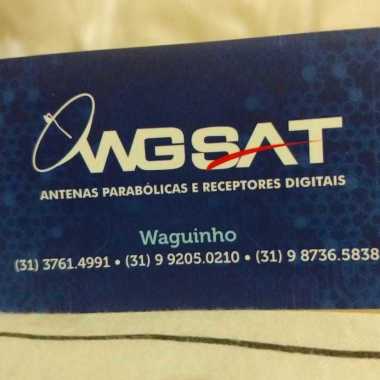 WGSAT
ANTENAS PARABÓLICAS E RECEPTORES DIGITAIS
Waguinho
(31) 3761.4991 • (31) 9 9205.0210 • (31) 9 8736.5838